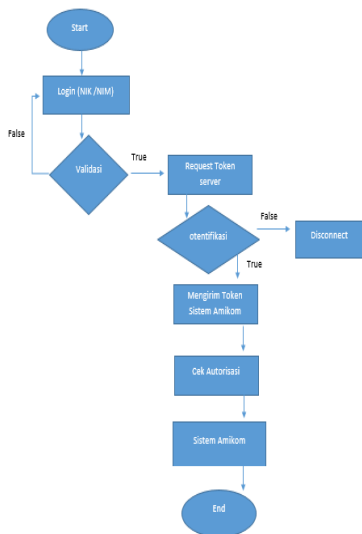 Start
Login (NIK /NIM)
False
Validasi
True
Request Token
server
otentifikasi
False
Disconnect
True
Mengirim Token
Sistem Amikom
Cek Autorisasi
Sistem Amikom
End